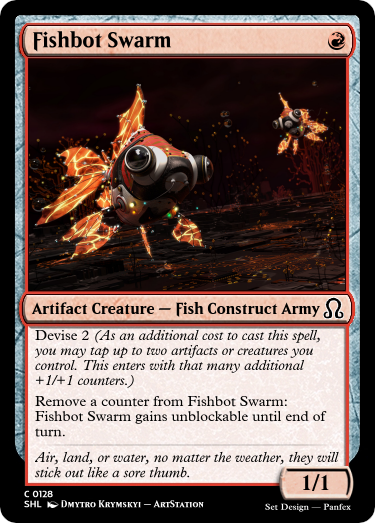 Fishbot Swarm
Artifact Creature — Fish Construct Army
Devise 2 (As an additional cost to cast this spell,
you may tap up to two artifacts or creatures you
control. This enters with that many additional
+1/+1 counters.)
Remove a counter from Fishbot Swarm:
Fishbot Swarm gains unblockable until end of
turn.
Air, land, or water, no matter the weather, they will
stick out like a sore thumb.
1/1
C 0128
SHL Dmytro Krymskyi — ArtStation
Set Design — Panfex